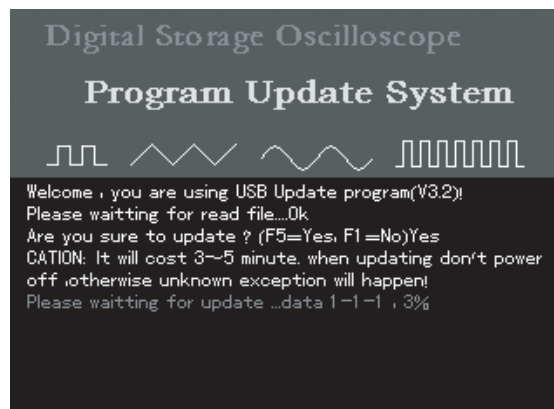 Digital Storage Oscilloscope
Program Update System
Welcome , you are using USB Update program(V3.2)!
Please waitting for read file....Ok
Are you sure to update ? (F5=Yes, F1=No)Yes
CATION: It will cost 3~5 minute. when updating don't power
off ,otherwise unknown exception will happen!
Please waitting for update ...data 1-1-1 , 3%